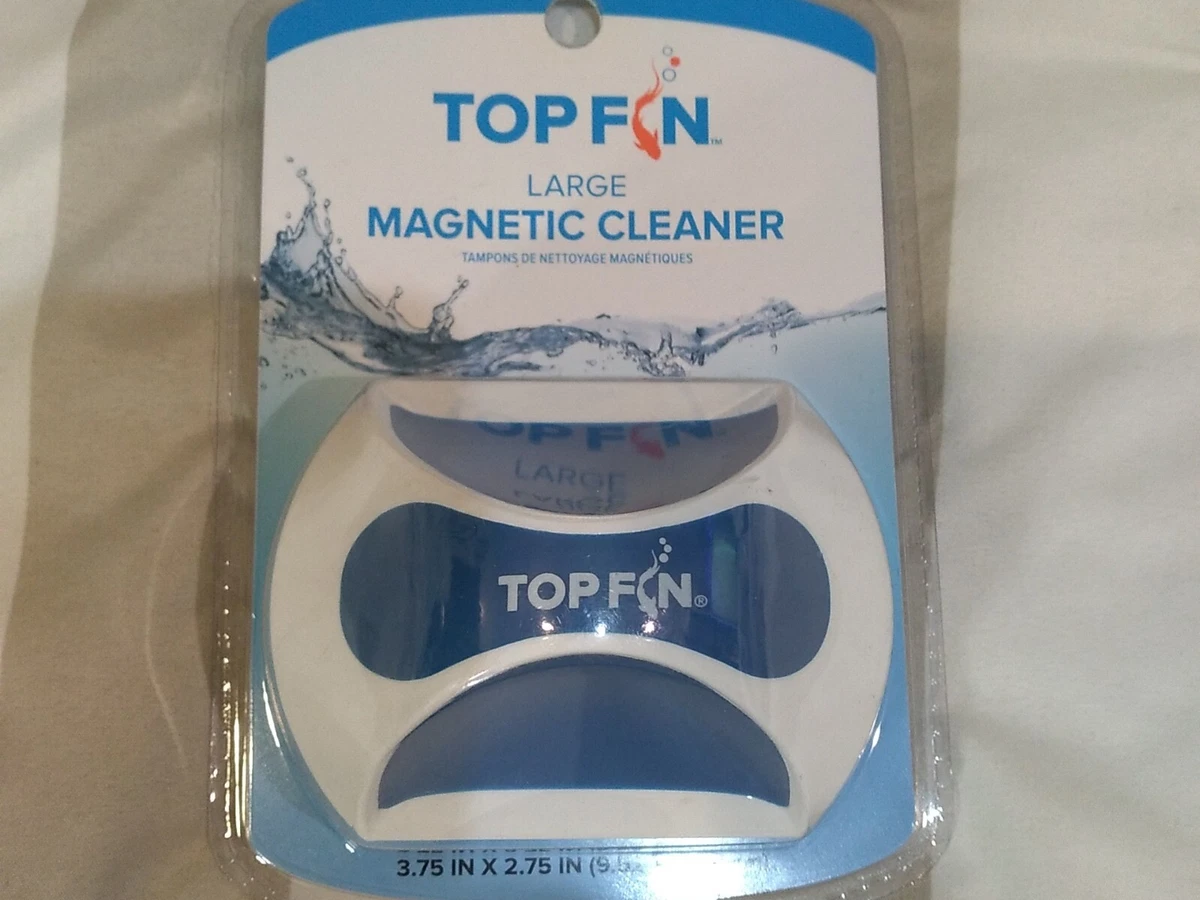 TOP FIN™
LARGE
MAGNETIC CLEANER
TAMPONS DE NETTOYAGE MAGNÉTIQUES
TOP FIN
LARGE
TOP FIN®
3.75 IN X 2.75 IN